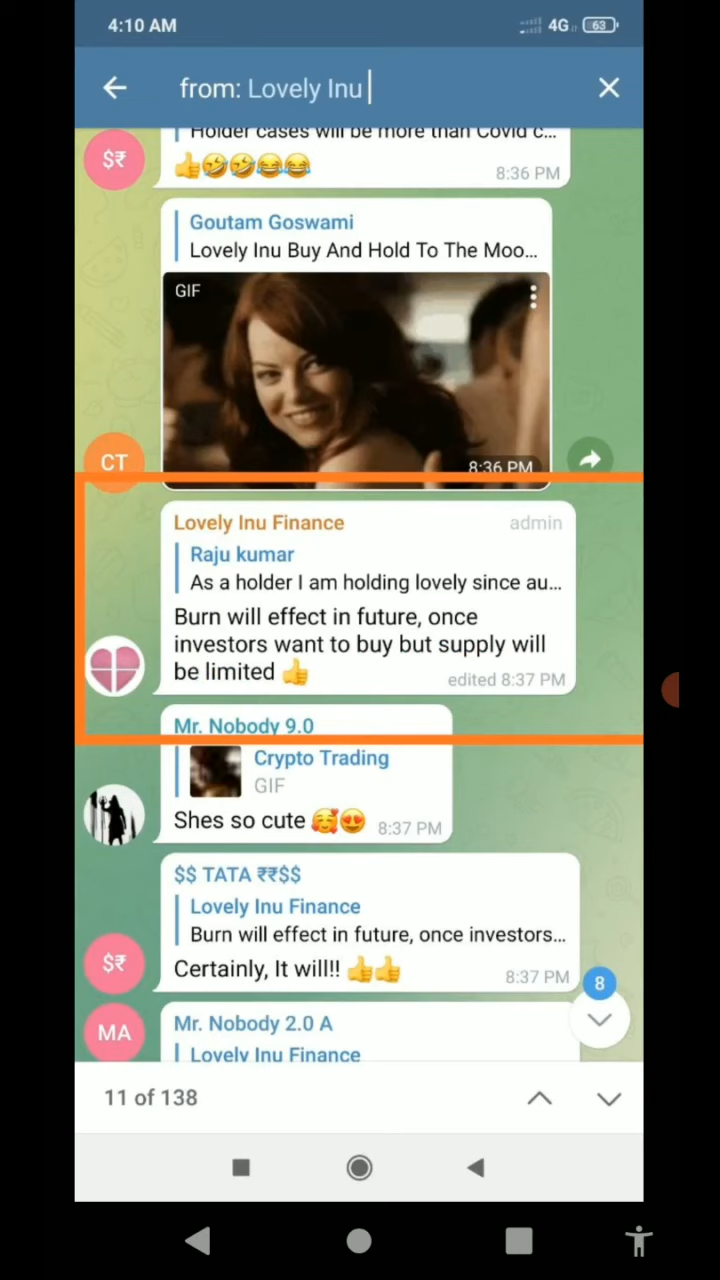 4:10 AM
4G 63
from: Lovely Inu
Holder cases will be more than Covid c...
$₹
👍🤣🤣😂😂
8:36 PM
Goutam Goswami
Lovely Inu Buy And Hold To The Moo...
GIF
CT
8:36 PM
Lovely Inu Finance admin
Raju kumar
As a holder I am holding lovely since au...
Burn will effect in future, once
investors want to buy but supply will
be limited 👍
edited 8:37 PM
Mr. Nobody 9.0
Crypto Trading
GIF
Shes so cute 🥰😍 8:37 PM
$$ TATA ₹₹$$
Lovely Inu Finance
Burn will effect in future, once investors...
$₹
Certainly, It will!! 👍👍 8:37 PM
8
MA
Mr. Nobody 2.0 A
Lovely Inu Finance
11 of 138